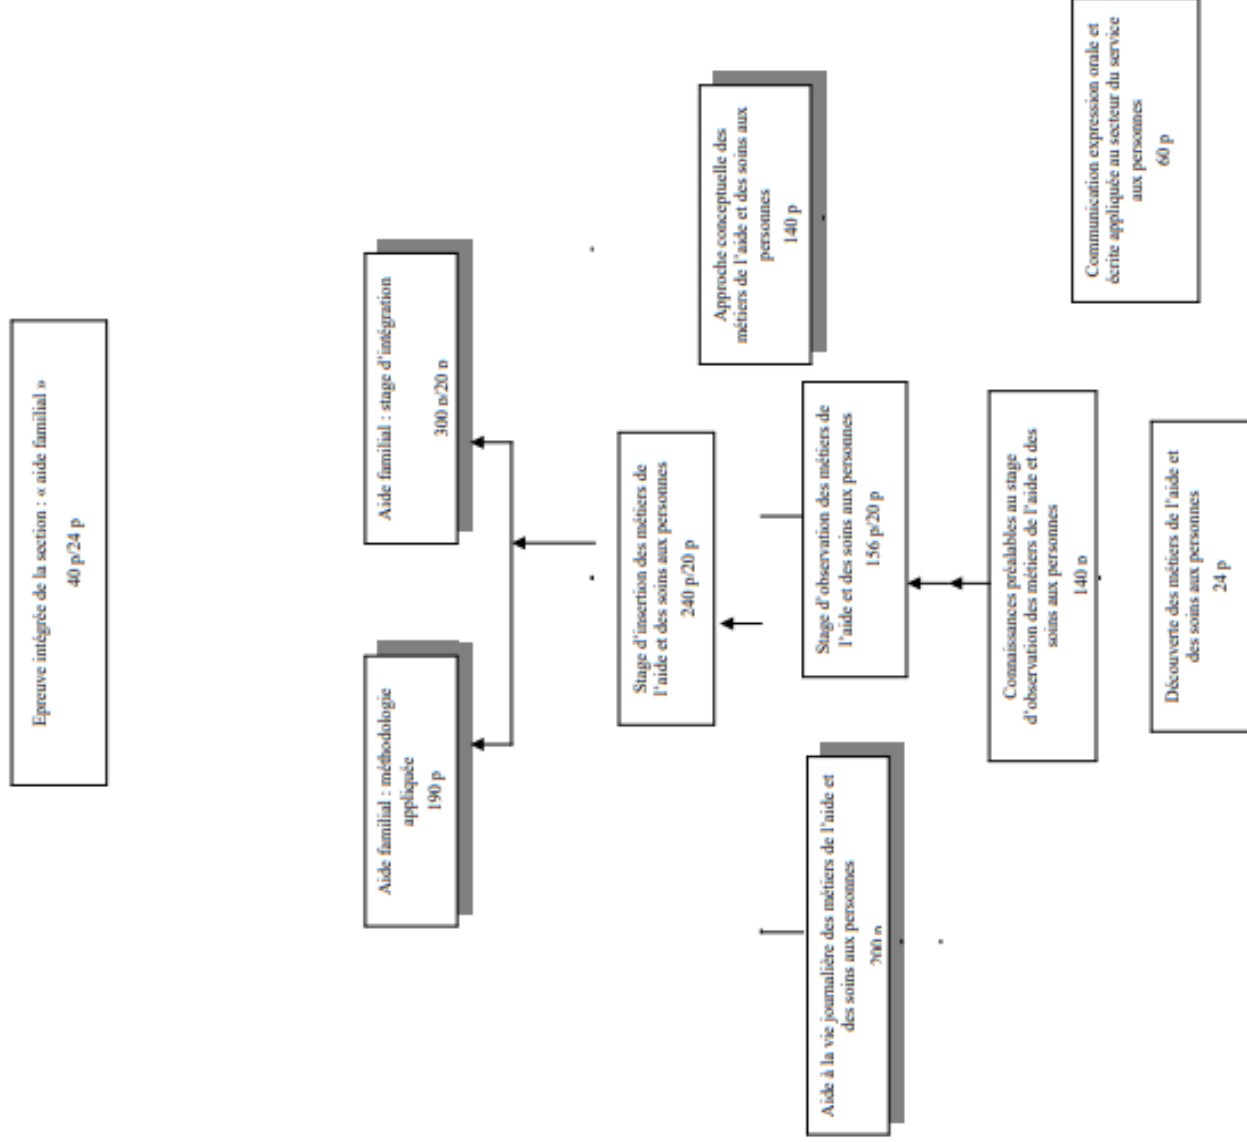 Epreuve intégrée de la section : « aide familial »
40 p/24 p
Aide familial : méthodologie
appliquée
190 p
Aide familial : stage d'intégration
300 p/20 p
Stage d'insertion des métiers de
l'aide et des soins aux personnes
240 p/20 p
Approche conceptuelle des
métiers de l'aide et des soins aux
personnes
140 p
Aide à la vie journalière des métiers de l'aide et
des soins aux personnes
200 p
Stage d'observation des métiers de
l'aide et des soins aux personnes
156 p/20 p
Connaissances préalables au stage
d'observation des métiers de l'aide et des
soins aux personnes
140 p
Communication expression orale et
écrite appliquée au secteur du service
aux personnes
60 p
Découverte des métiers de l'aide et
des soins aux personnes
24 p